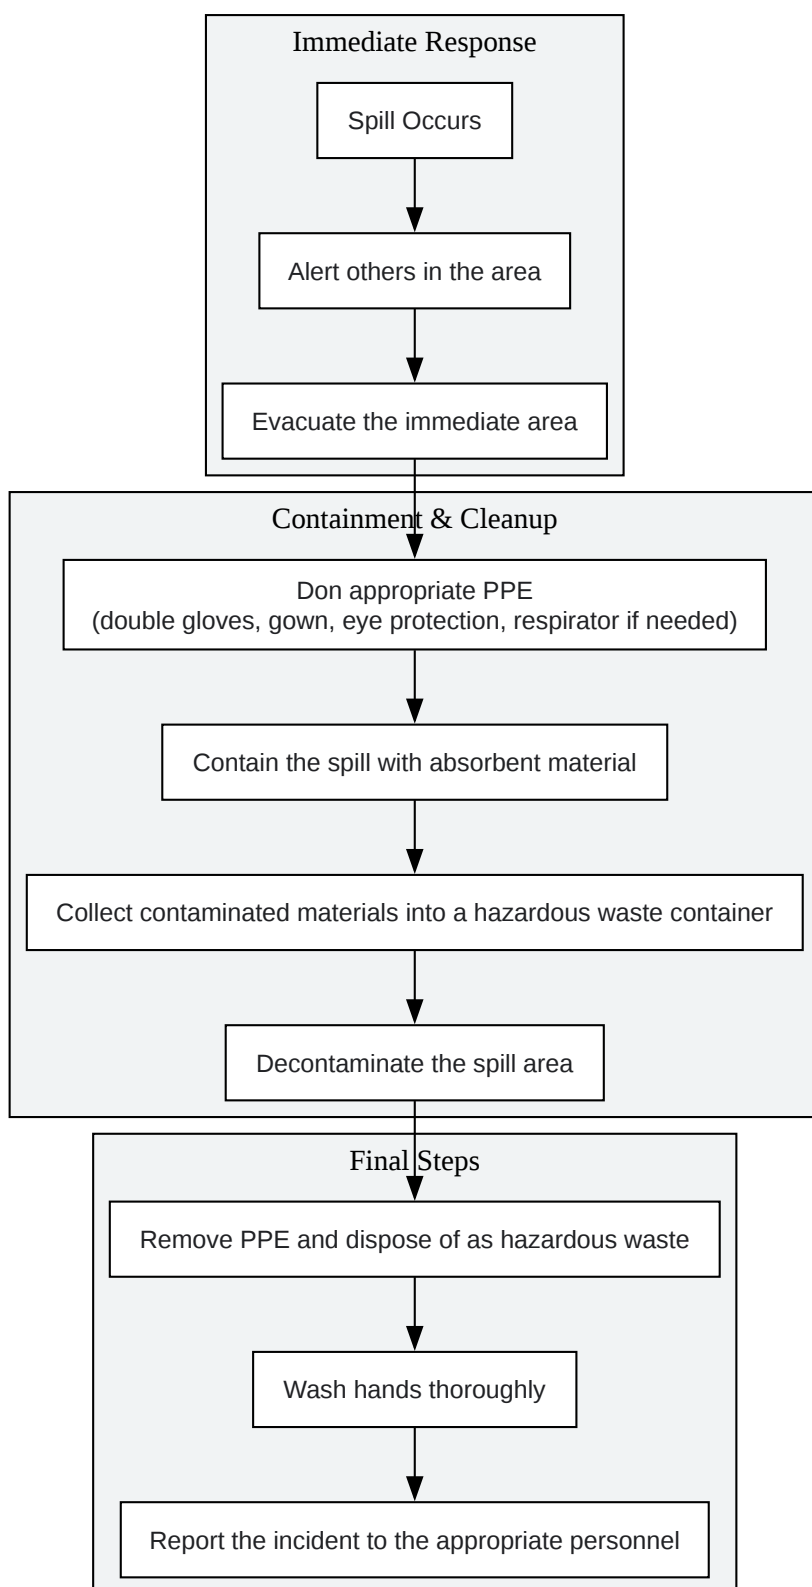 Immediate Response
Spill Occurs
Alert others in the area
Evacuate the immediate area
Containment & Cleanup
Don appropriate PPE
(double gloves, gown, eye protection, respirator if needed)
Contain the spill with absorbent material
Collect contaminated materials into a hazardous waste container
Decontaminate the spill area
Final Steps
Remove PPE and dispose of as hazardous waste
Wash hands thoroughly
Report the incident to the appropriate personnel